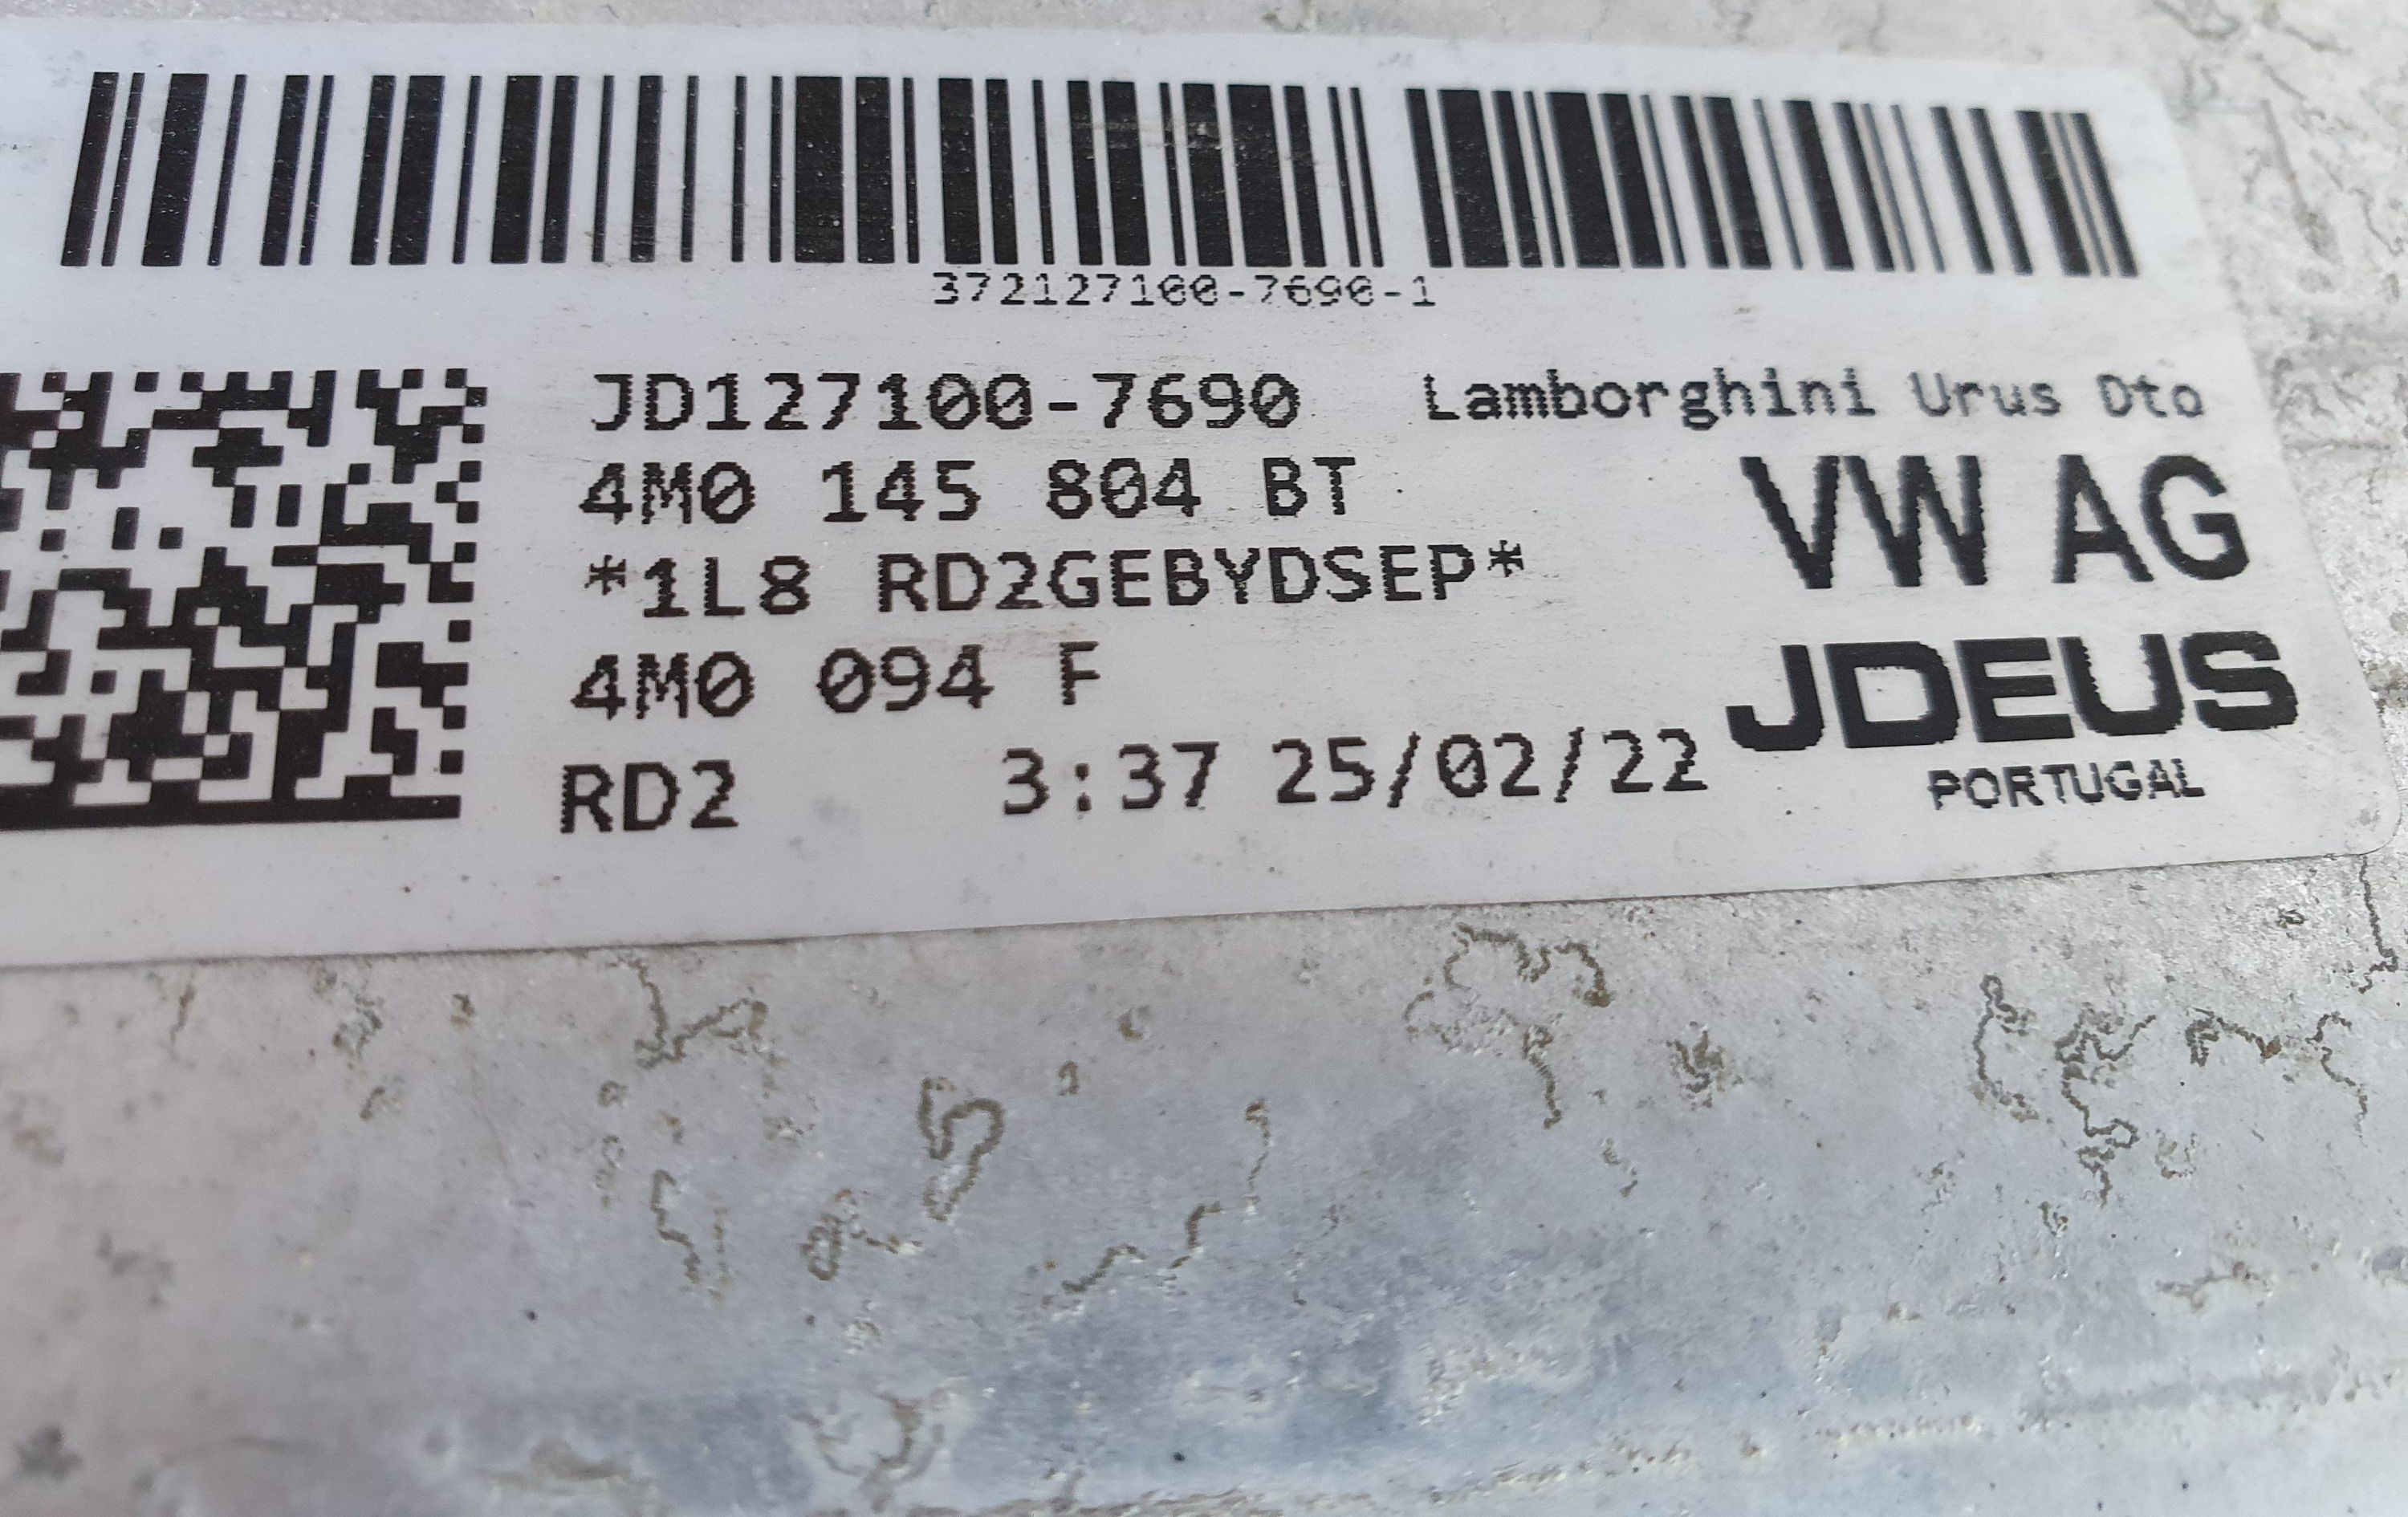 372127100-7690-1
JD127100-7690 Lamborghini Urus Dto
4M0 145 804 BT
VW AG
*1L8 RD2GEBYDSEP*
4M0 094 F
JDEUS
RD2 3:37 25/02/22
PORTUGAL